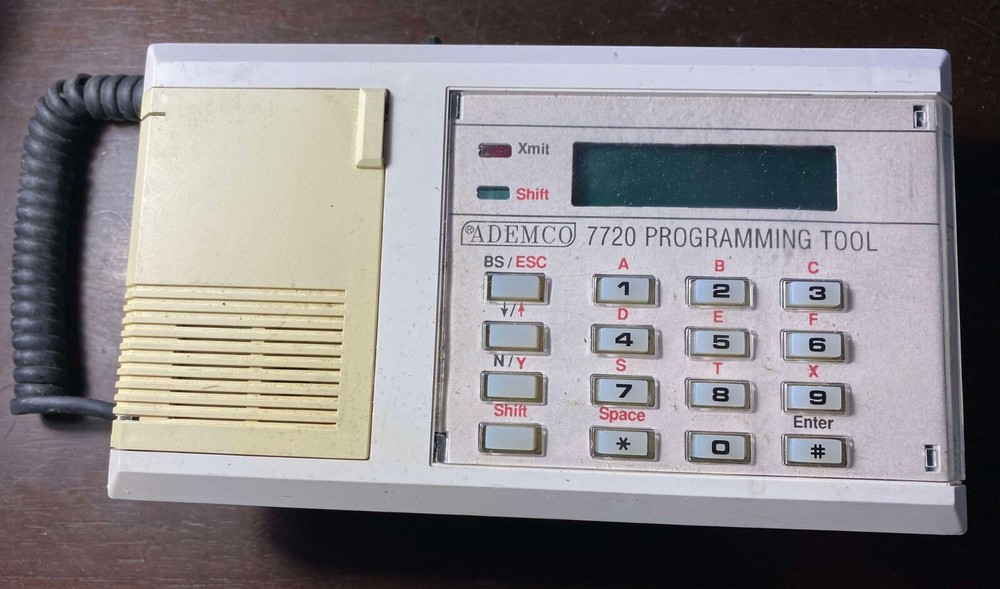 Xmit
Shift
®ADEMCO 7720 PROGRAMMING TOOL
BS / ESC A B C
1 2 3
↓/↑ D E F
4 5 6
N / Y S T X
7 8 9
Shift Space Enter
* 0 #